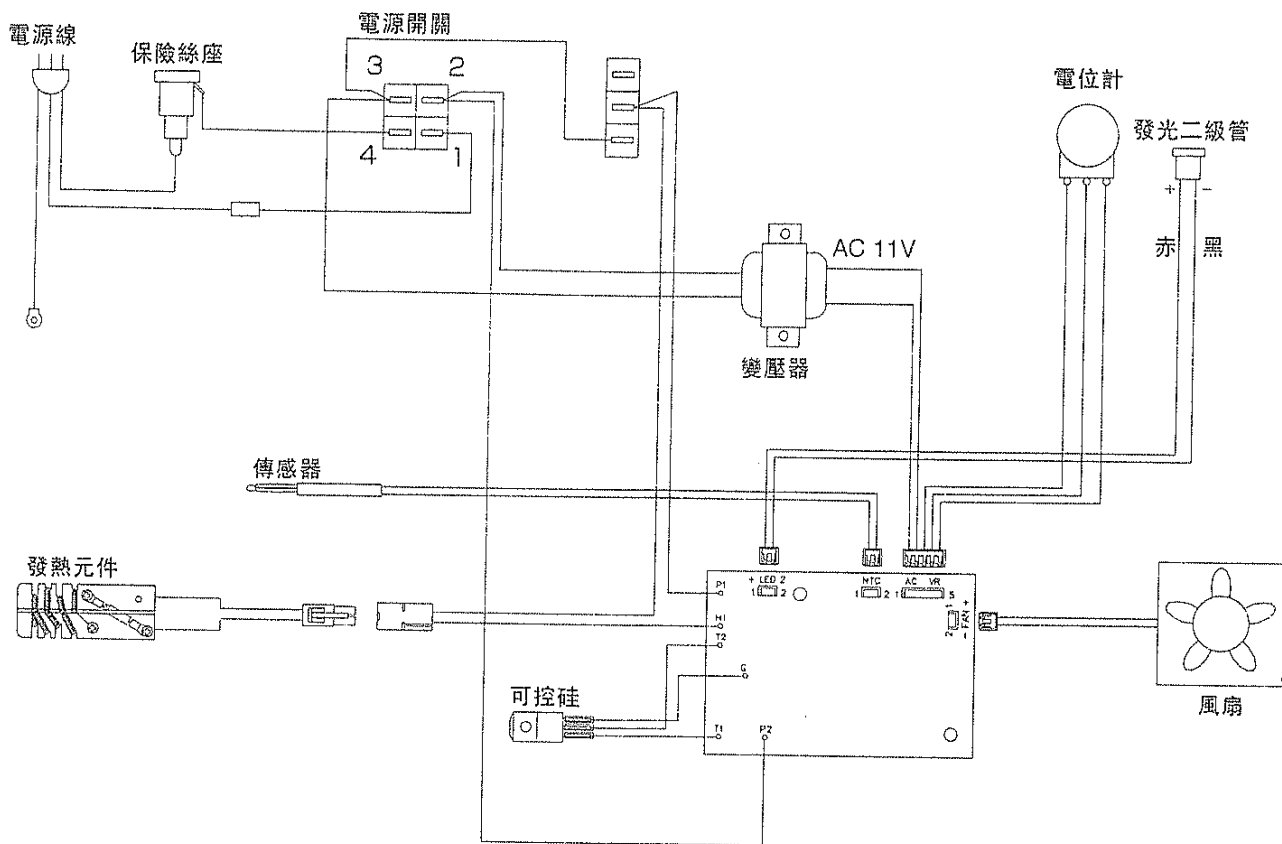 電源線
保險絲座
電源開關
3
2
4
1
電位計
發光二級管
+
-
赤
黑
AC 11V
變壓器
傳感器
發熱元件
可控硅
風扇
+ LED 2
1
2
NTC
1
2
AC
VR
1
5
P1
H1
T2
G
T1
P2
1
2
- FAN +